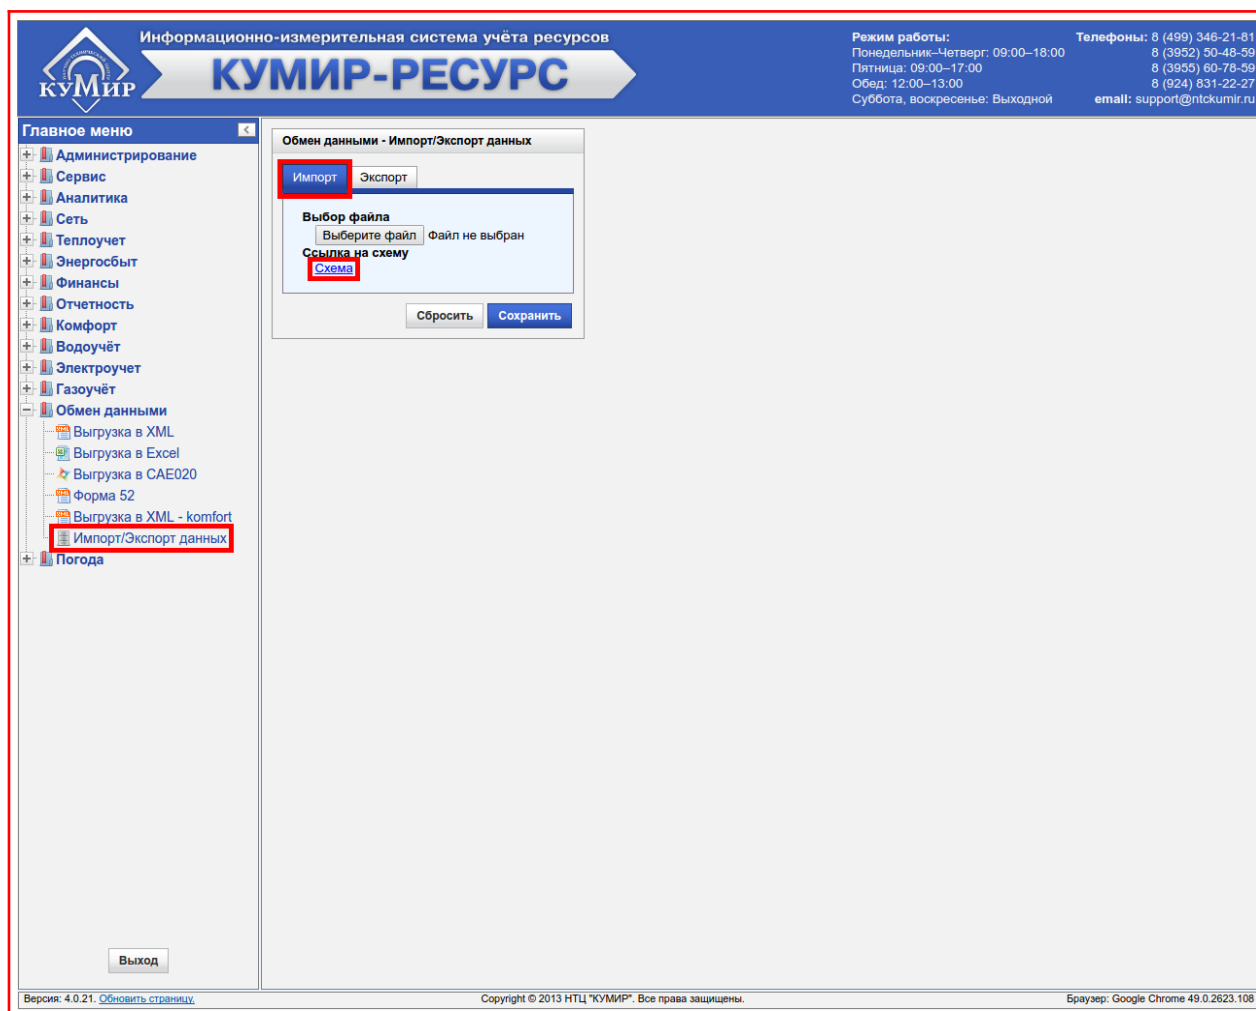 Информационно-измерительная система учёта ресурсов
КУМИР-РЕСУРС
КУМИР
Режим работы:
Понедельник–Четверг: 09:00–18:00
Пятница: 09:00–17:00
Обед: 12:00–13:00
Суббота, воскресенье: Выходной
Телефоны: 8 (499) 346-21-81
8 (3952) 50-48-59
8 (3955) 60-78-59
8 (924) 831-22-27
email: support@ntckumir.ru
Главное меню
Администрирование
Сервис
Аналитика
Сеть
Теплоучет
Энергосбыт
Финансы
Отчетность
Комфорт
Водоучёт
Электроучет
Газоучёт
Обмен данными
Выгрузка в XML
Выгрузка в Excel
Выгрузка в САЕ020
Форма 52
Выгрузка в XML - komfort
Импорт/Экспорт данных
Погода
Выход
Обмен данными - Импорт/Экспорт данных
Импорт Экспорт
Выбор файла
Выберите файл Файл не выбран
Ссылка на схему
Схема
Сбросить Сохранить
Версия: 4.0.21. Обновить страницу.
Copyright © 2013 НТЦ "КУМИР". Все права защищены.
Браузер: Google Chrome 49.0.2623.108